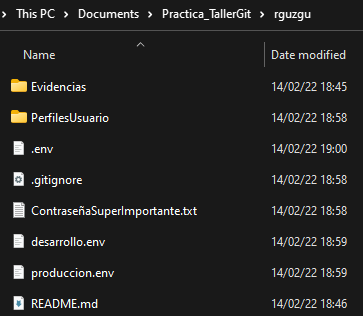 > This PC > Documents > Practica_TallerGit > rguzgu
Name Date modified
Evidencias 14/02/22 18:45
PerfilesUsuario 14/02/22 18:58
.env 14/02/22 19:00
.gitignore 14/02/22 18:58
ContraseñaSuperImportante.txt 14/02/22 18:58
desarrollo.env 14/02/22 18:59
produccion.env 14/02/22 18:59
README.md 14/02/22 18:46